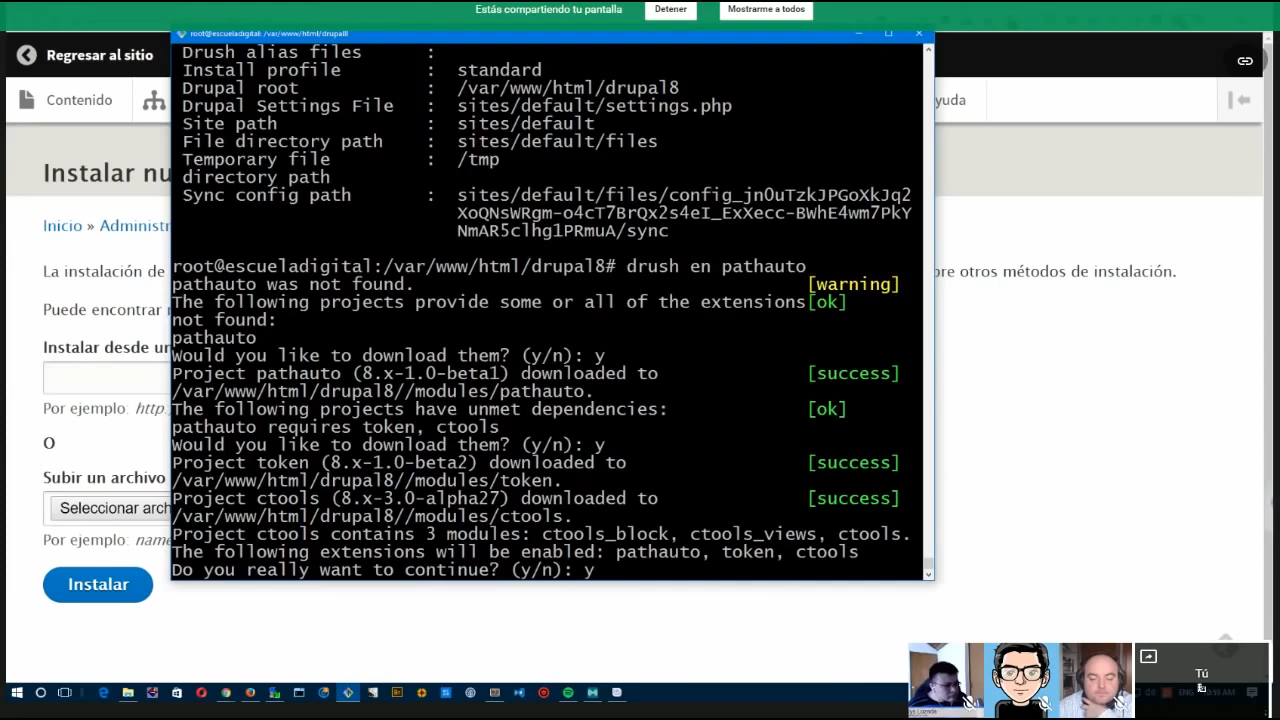 Estás compartiendo tu pantalla
Detener
Mostrarme a todos
root@escueladigital: /var/www/html/drupal8
Regresar al sitio
Contenido
yuda
Instalar nu
Inicio » Administr
La instalación de
bre otros métodos de instalación.
Puede encontrar
Instalar desde ur
Por ejemplo: http:
O
Subir un archivo
Seleccionar arch
Por ejemplo: name
Instalar
Drush alias files :
Install profile : standard
Drupal root : /var/www/html/drupal8
Drupal Settings File : sites/default/settings.php
Site path : sites/default
File directory path : sites/default/files
Temporary file : /tmp
directory path
Sync config path : sites/default/files/config_jnOuTzkJPGoXkJq2
XoQNsWRgm-o4cT7BrQx2s4eI_ExXecc-BWhE4wm7PkY
NmAR5clhg1PRmuA/sync
root@escueladigital:/var/www/html/drupal8# drush en pathauto
pathauto was not found. [warning]
The following projects provide some or all of the extensions[ok]
not found:
pathauto
Would you like to download them? (y/n): y
Project pathauto (8.x-1.0-beta1) downloaded to [success]
/var/www/html/drupal8//modules/pathauto.
The following projects have unmet dependencies: [ok]
pathauto requires token, ctools
Would you like to download them? (y/n): y
Project token (8.x-1.0-beta2) downloaded to [success]
/var/www/html/drupal8//modules/token.
Project ctools (8.x-3.0-alpha27) downloaded to [success]
/var/www/html/drupal8//modules/ctools.
Project ctools contains 3 modules: ctools_block, ctools_views, ctools.
The following extensions will be enabled: pathauto, token, ctools
Do you really want to continue? (y/n): y
Tú